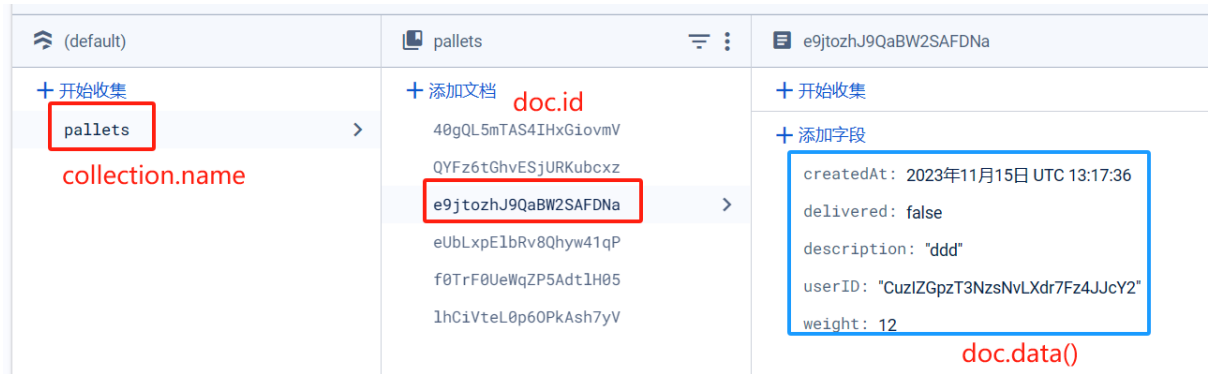 (default)
开始收集
pallets
collection.name
pallets
添加文档
doc.id
40gQL5mTAS4IHxGiovmV
QYFz6tGhvESjURKubcxz
e9jtozhJ9QaBW2SAFDNa
eUbLxpElbRv8Qhyw41qP
f0TrF0UeWqZP5AdtlH05
lhCiVteL0p6OPkAsh7yV
e9jtozhJ9QaBW2SAFDNa
开始收集
添加字段
createdAt: 2023年11月15日 UTC 13:17:36
delivered: false
description: "ddd"
userID: "CuzIZGpzT3NzsNvLXdr7Fz4JJcY2"
weight: 12
doc.data()